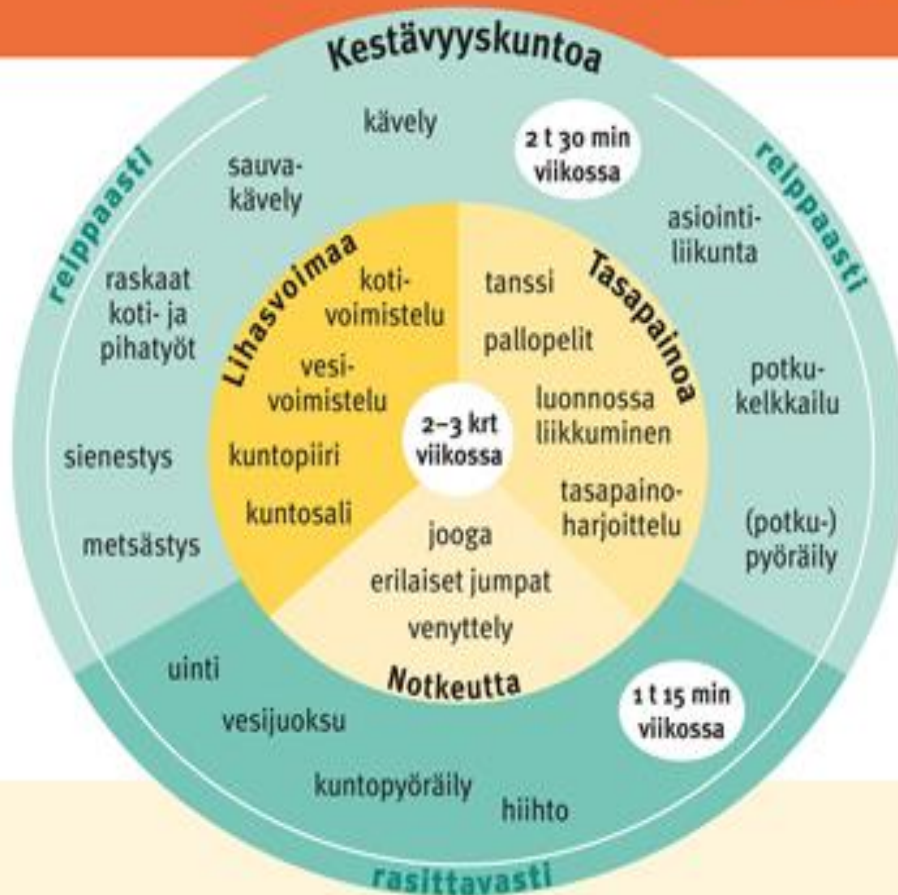 Kestävyyskuntoa
reippaasti
reippaasti
kävely
2 t 30 min
viikossa
sauva-
kävely
asiointi-
liikunta
raskaat
koti- ja
pihatyöt
potku-
kelkkailu
sienestys
metsästys
(potku-)
pyöräily
Lihasvoimaa
koti-
voimistelu
vesi-
voimistelu
kuntopiiri
kuntosali
Tasapainoa
tanssi
pallopelit
luonnossa
liikkuminen
tasapaino-
harjoittelu
2–3 krt
viikossa
jooga
erilaiset jumpat
venyttely
Notkeutta
uinti
vesijuoksu
kuntopyöräily
hiihto
1 t 15 min
viikossa
rasittavasti